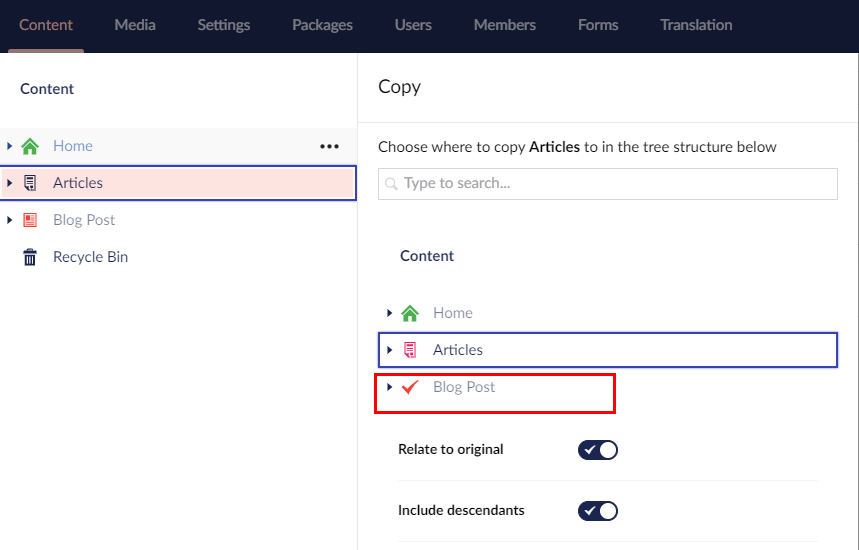 Content Media Settings Packages Users Members Forms Translation
Content
Home
Articles
Blog Post
Recycle Bin
Copy
Choose where to copy Articles to in the tree structure below
Type to search...
Content
Home
Articles
Blog Post
Relate to original
Include descendants